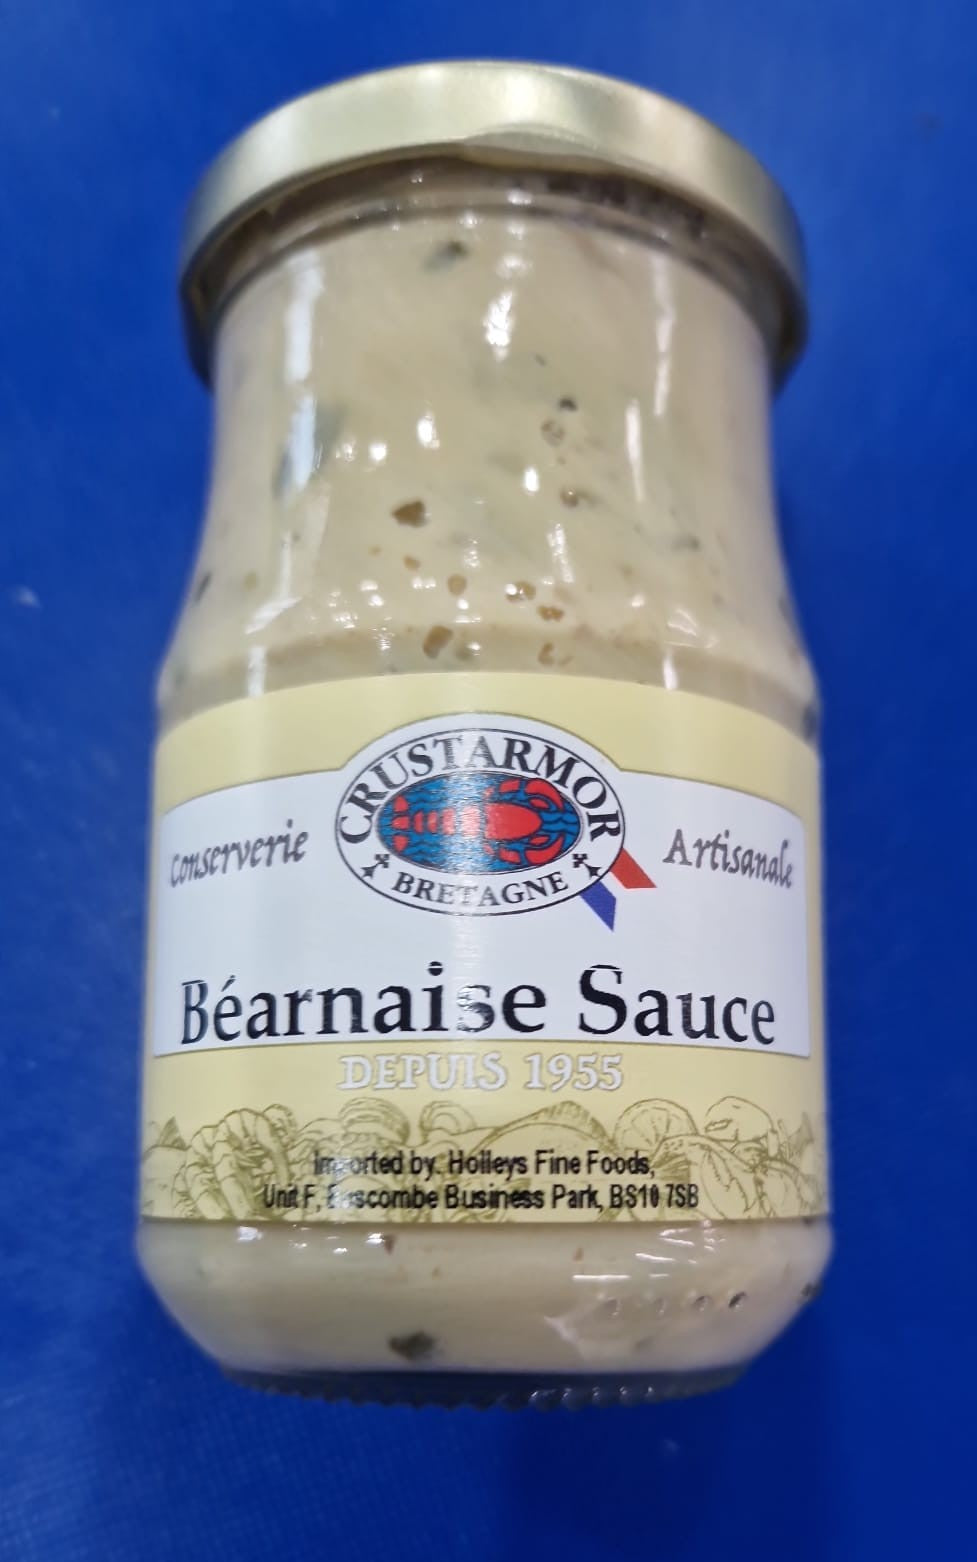 CRUSTARMOR
BRETAGNE
Conserverie
Artisanale
Béarnaise Sauce
DEPUIS 1955
Imported by. Holleys Fine Foods,
Unit F, Business Park, BS10 7SB